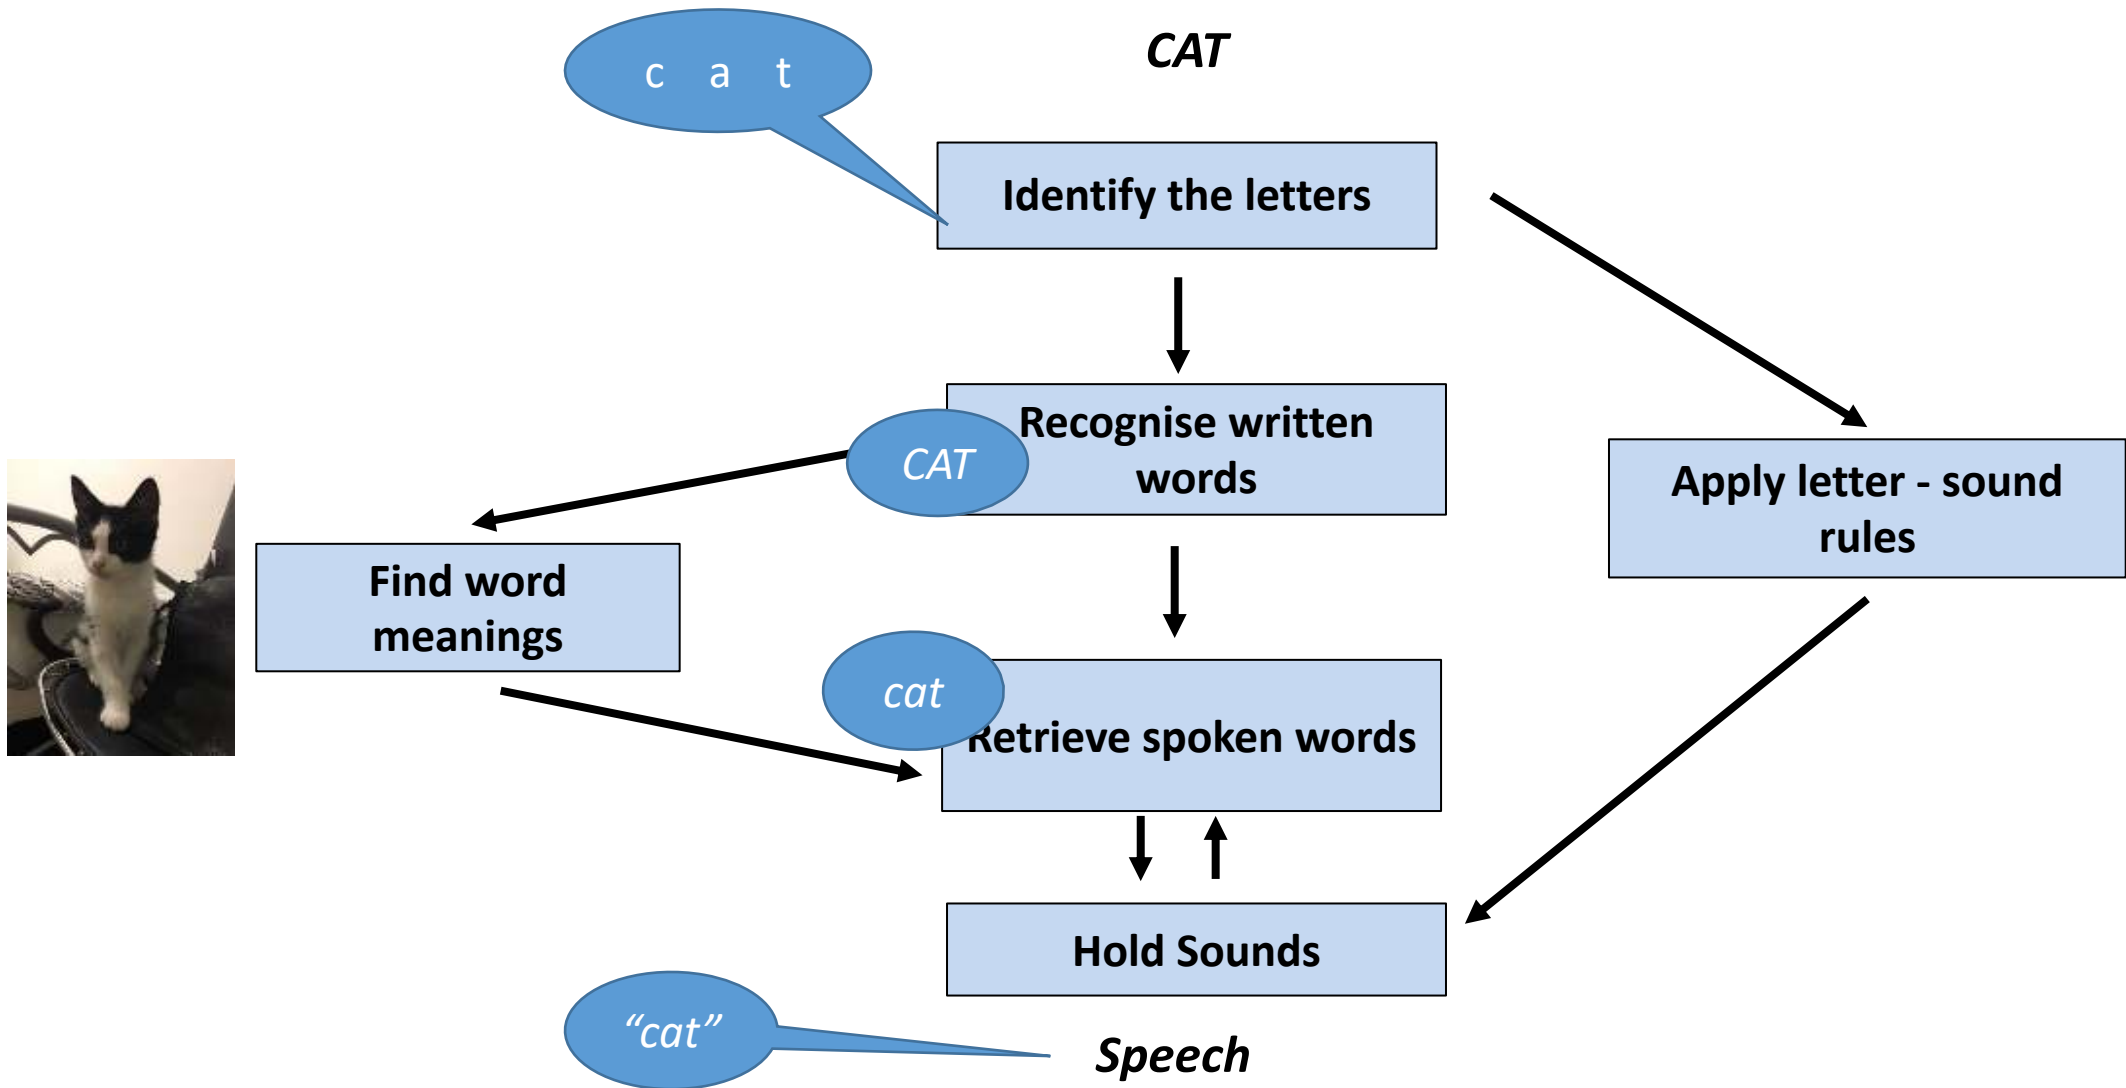 c a t
CAT
Identify the letters
Recognise written
words
CAT
Apply letter - sound
rules
Find word
meanings
cat
Retrieve spoken words
Hold Sounds
“cat”
Speech